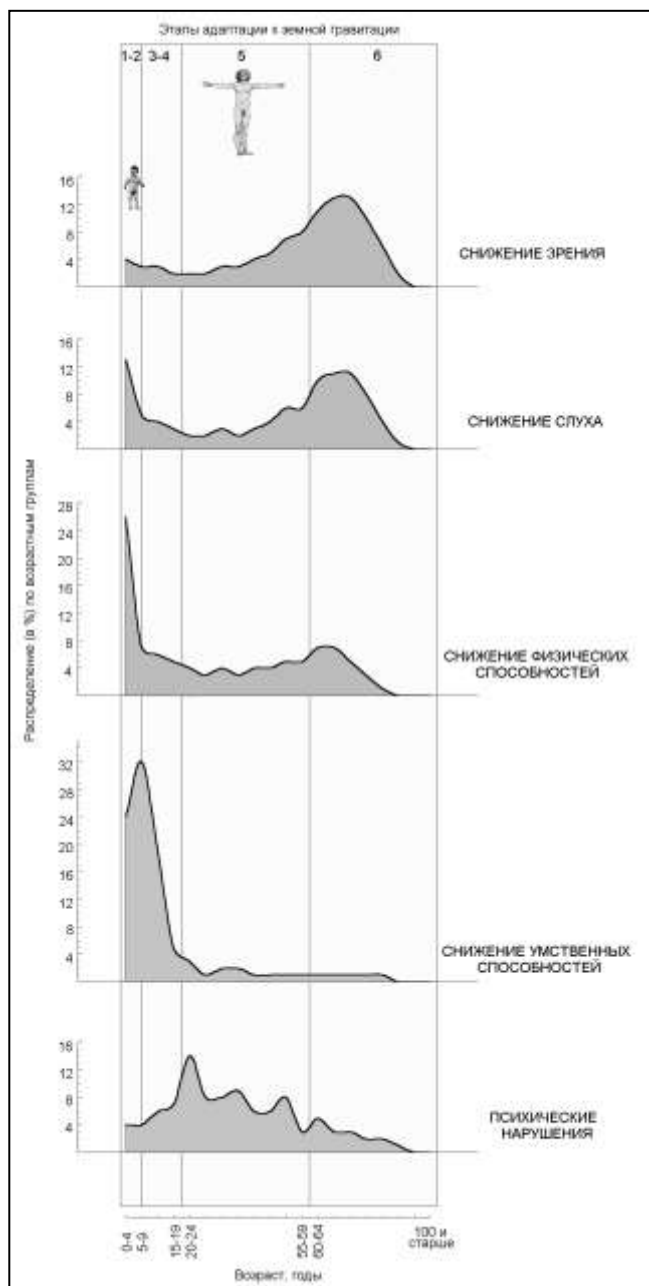 Этапы адаптации к земной гравитации
1-2 3-4 5 6
16
12
8
4
СНИЖЕНИЕ ЗРЕНИЯ
16
12
8
4
СНИЖЕНИЕ СЛУХА
Распределение (в %) по возрастным группам
28
24
20
16
12
8
4
СНИЖЕНИЕ ФИЗИЧЕСКИХ
СПОСОБНОСТЕЙ
32
28
24
20
16
12
8
4
СНИЖЕНИЕ УМСТВЕННЫХ
СПОСОБНОСТЕЙ
16
12
8
4
ПСИХИЧЕСКИЕ
НАРУШЕНИЯ
0-4
5-9
15-19
20-24
55-59
60-64
100 и
старше
Возраст, годы